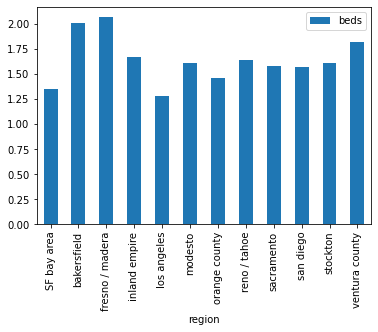 beds
2.00
1.75
1.50
1.25
1.00
0.75
0.50
0.25
0.00
SF bay area
bakersfield
fresno / madera
inland empire
los angeles
modesto
orange county
reno / tahoe
sacramento
san diego
stockton
ventura county
region